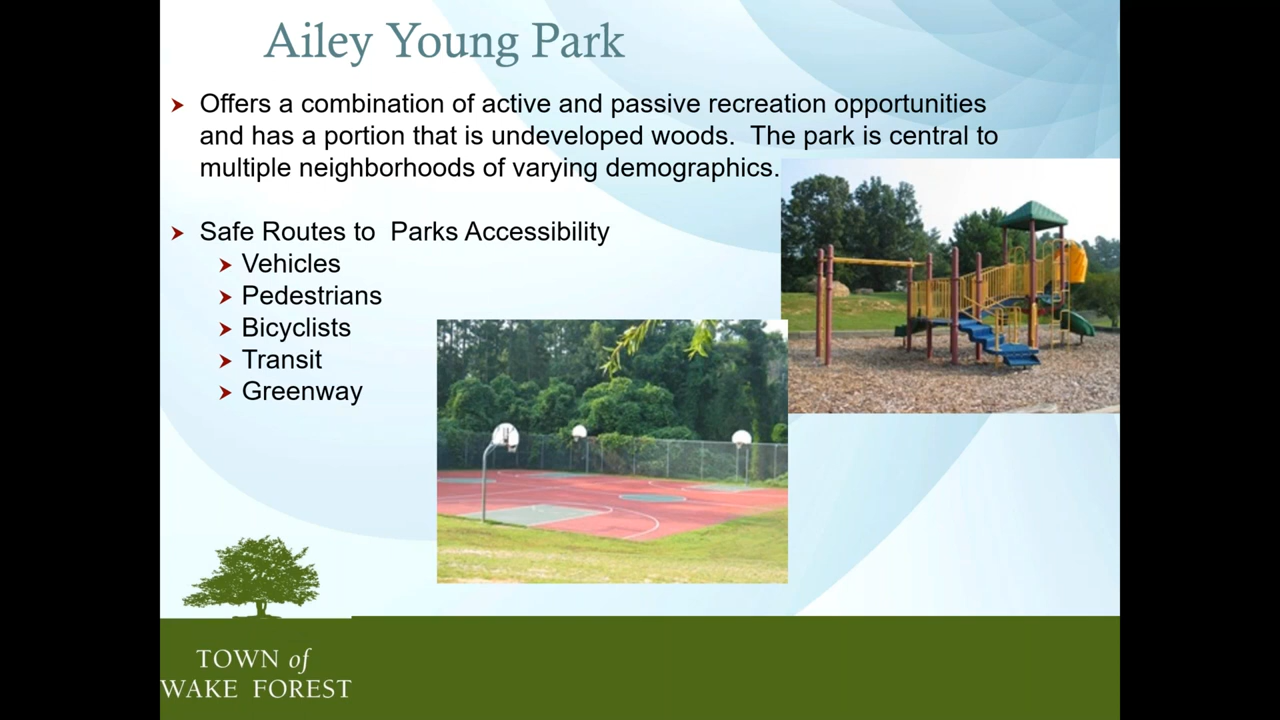 Ailey Young Park
Offers a combination of active and passive recreation opportunities
and has a portion that is undeveloped woods.  The park is central to
multiple neighborhoods of varying demographics.
Safe Routes to  Parks Accessibility
Vehicles
Pedestrians
Bicyclists
Transit
Greenway
TOWN of
WAKE FOREST